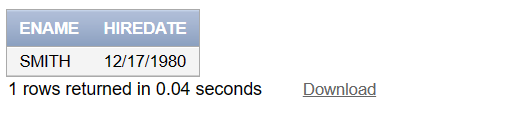 ENAME HIREDATE
SMITH 12/17/1980
1 rows returned in 0.04 seconds Download